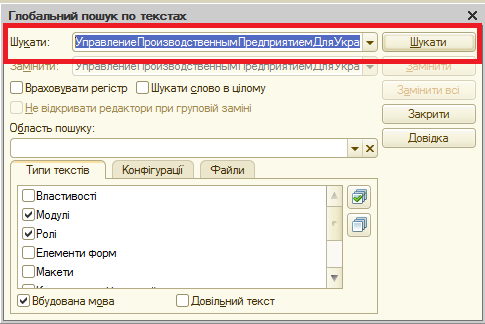 Глобальний пошук по текстах
Шукати: УправлениеПроизводственнымПредприятиемДляУкра Шукати
Замінити: УправлениеПроизводственнымПредприятиемДляУкра Замінити
Враховувати регістр Шукати слово в цілому Замінити всі
Не відкривати редактори при груповій заміні Закрити
Область пошуку: Довідка
Типи текстів Конфігурації Файли
Властивості
Модулі
Ролі
Елементи форм
Макети
Вбудована мова Довільний текст